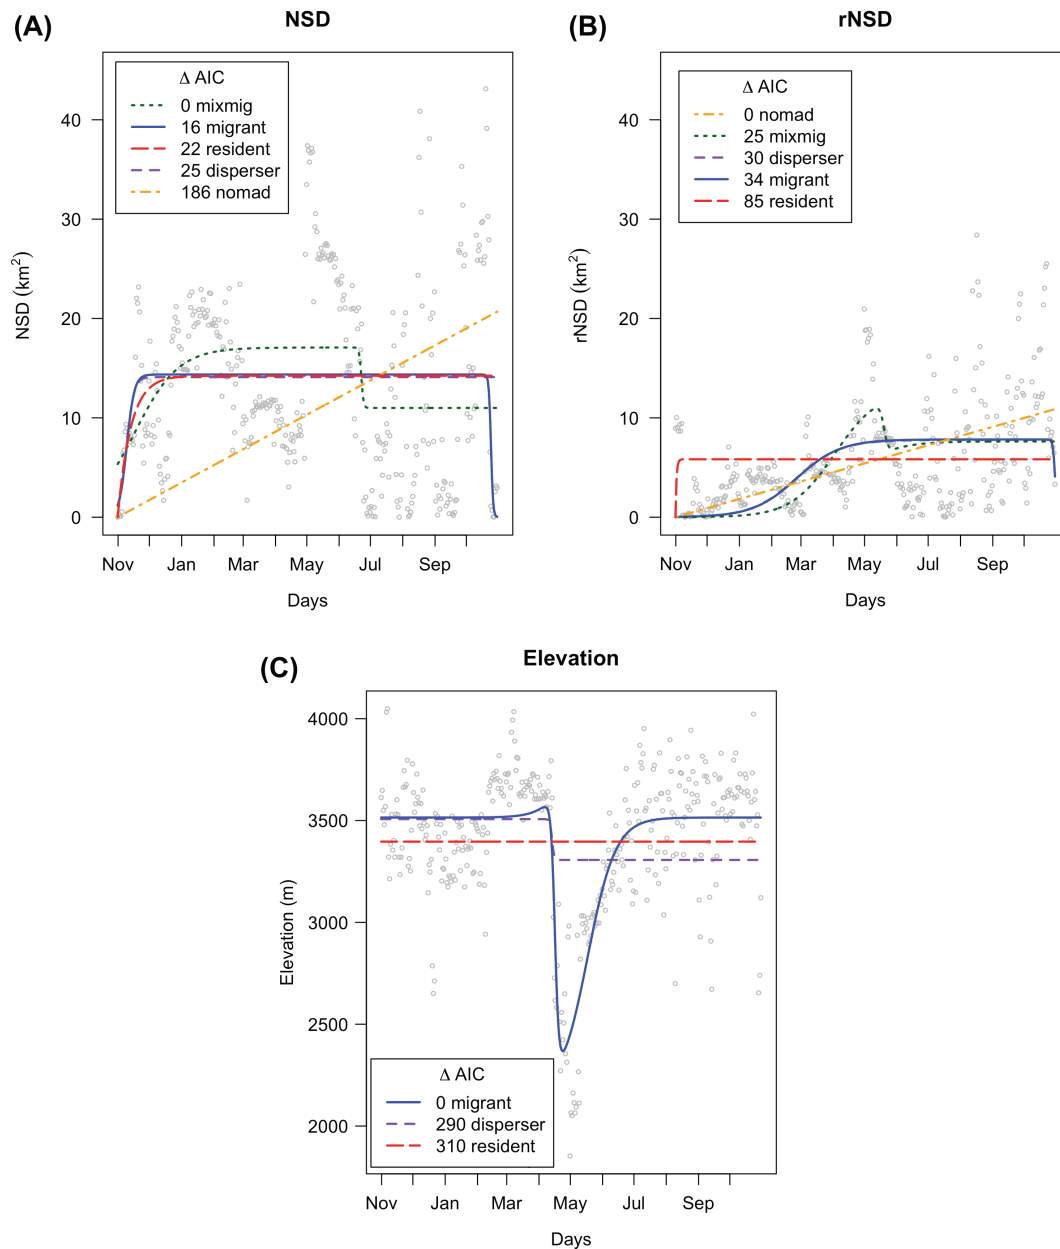 (A)
NSD
Δ AIC
0 mixmig
16 migrant
22 resident
25 disperser
186 nomad
NSD (km²)
40
30
20
10
0
Nov Jan Mar May Jul Sep
Days
(B)
rNSD
Δ AIC
0 nomad
25 mixmig
30 disperser
34 migrant
85 resident
rNSD (km²)
40
30
20
10
0
Nov Jan Mar May Jul Sep
Days
(C)
Elevation
Elevation (m)
4000
3500
3000
2500
2000
Δ AIC
0 migrant
290 disperser
310 resident
Nov Jan Mar May Jul Sep
Days